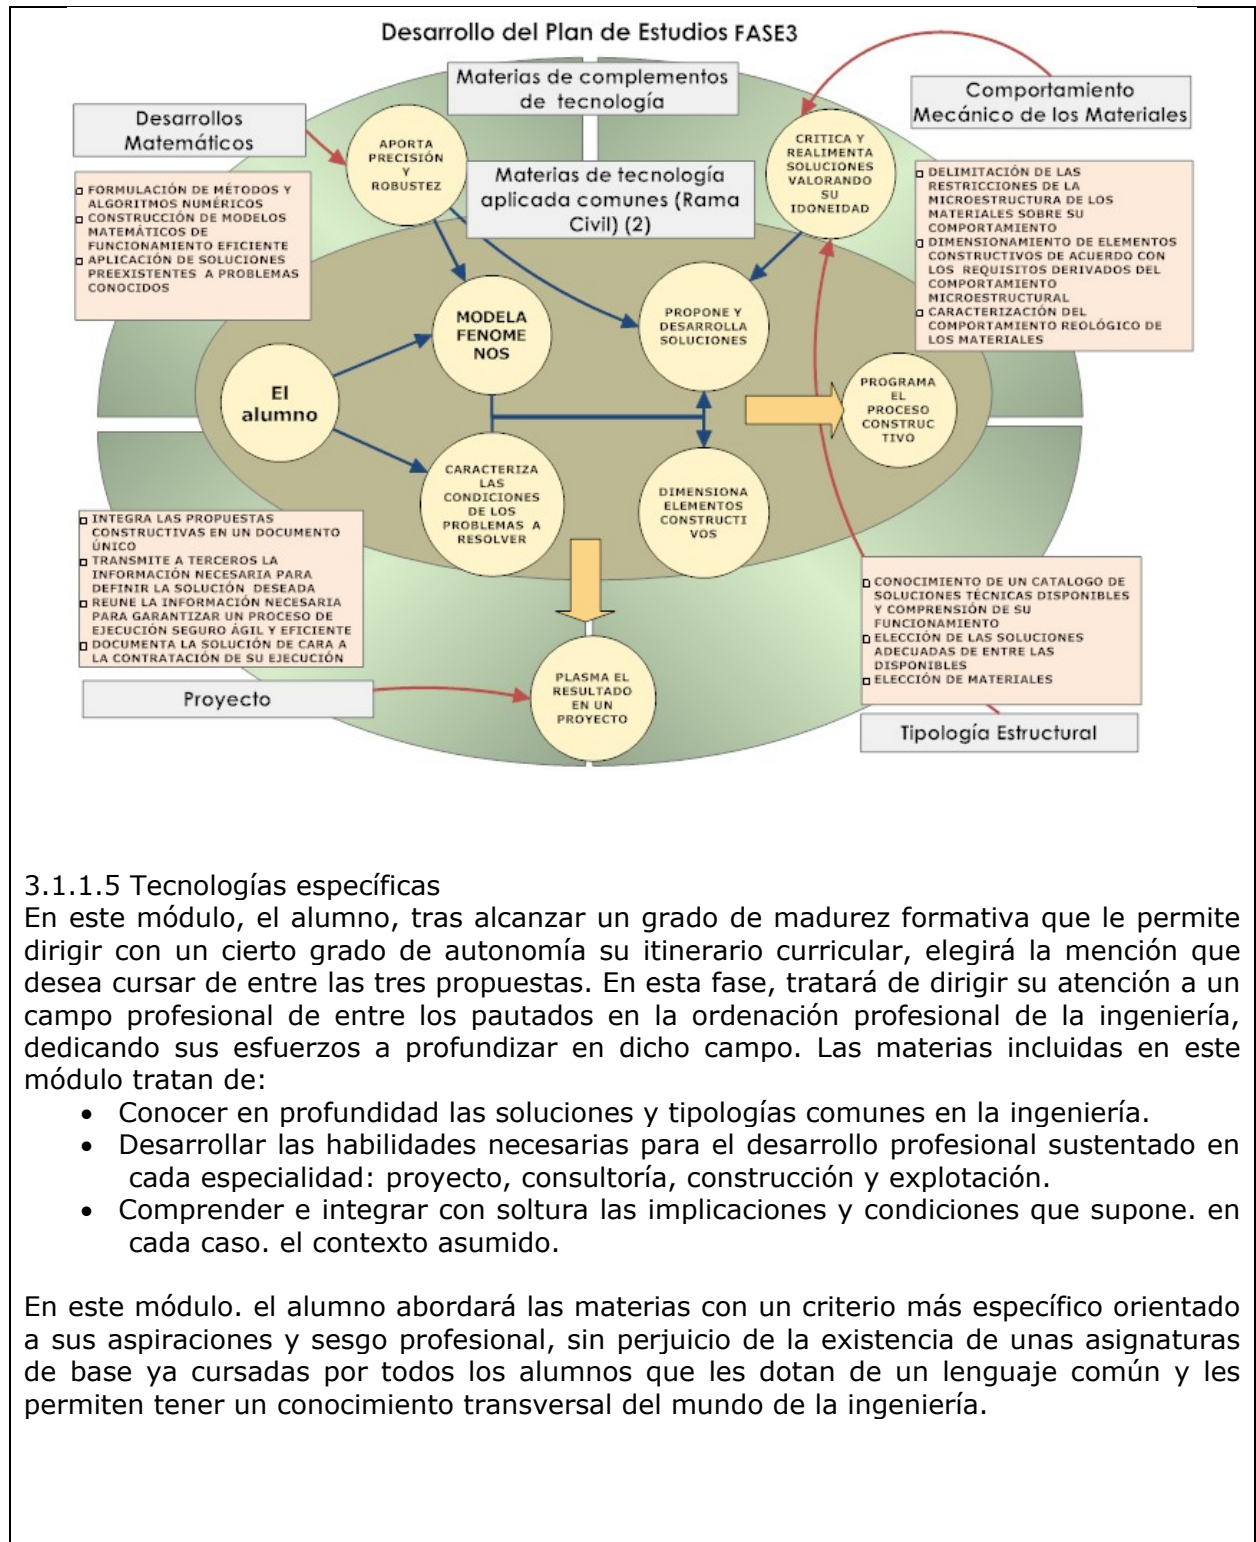 Desarrollo del Plan de Estudios FASE3
Materias de complementos
de tecnología
Desarrollos
Matemáticos
Comportamiento
Mecánico de los Materiales
APORTA
PRECISIÓN
Y
ROBUSTEZ
CRITICA Y
REALIMENTA
SOLUCIONES
VALORANDO
SU
IDONEIDAD
Materias de tecnología
aplicada comunes (Rama
Civil) (2)
FORMULACIÓN DE MÉTODOS Y
ALGORITMOS NUMÉRICOS
CONSTRUCCIÓN DE MODELOS
MATEMÁTICOS DE
FUNCIONAMIENTO EFICIENTE
APLICACIÓN DE SOLUCIONES
PREEXISTENTES A PROBLEMAS
CONOCIDOS
DELIMITACIÓN DE LAS
RESTRICCIONES DE LA
MICROESTRUCTURA DE LOS
MATERIALES SOBRE SU
COMPORTAMIENTO
DIMENSIONAMIENTO DE ELEMENTOS
CONSTRUCTIVOS DE ACUERDO CON
LOS REQUISITOS DERIVADOS DEL
COMPORTAMIENTO
MICROESTRUCTURAL
CARACTERIZACIÓN DEL
COMPORTAMIENTO REOLÓGICO DE
LOS MATERIALES
MODELA
FENOME
NOS
PROPONE Y
DESARROLLA
SOLUCIONES
El
alumno
PROGRAMA
EL
PROCESO
CONSTRUC
TIVO
CARACTERIZA
LAS
CONDICIONES
DE LOS
PROBLEMAS A
RESOLVER
DIMENSIONA
ELEMENTOS
CONSTRUCTI
VOS
INTEGRA LAS PROPUESTAS
CONSTRUCTIVAS EN UN DOCUMENTO
ÚNICO
TRANSMITE A TERCEROS LA
INFORMACIÓN NECESARIA PARA
DEFINIR LA SOLUCIÓN DESEADA
REUNE LA INFORMACIÓN NECESARIA
PARA GARANTIZAR UN PROCESO DE
EJECUCIÓN SEGURO ÁGIL Y EFICIENTE
DOCUMENTA LA SOLUCIÓN DE CARA A
LA CONTRATACIÓN DE SU EJECUCIÓN
CONOCIMIENTO DE UN CATALOGO DE
SOLUCIONES TÉCNICAS DISPONIBLES
Y COMPRENSIÓN DE SU
FUNCIONAMIENTO
ELECCIÓN DE LAS SOLUCIONES
ADECUADAS DE ENTRE LAS
DISPONIBLES
ELECCIÓN DE MATERIALES
Proyecto
PLASMA EL
RESULTADO
EN UN
PROYECTO
Tipología Estructural
3.1.1.5 Tecnologías específicas
En este módulo, el alumno, tras alcanzar un grado de madurez formativa que le permite
dirigir con un cierto grado de autonomía su itinerario curricular, elegirá la mención que
desea cursar de entre las tres propuestas. En esta fase, tratará de dirigir su atención a un
campo profesional de entre los pautados en la ordenación profesional de la ingeniería,
dedicando sus esfuerzos a profundizar en dicho campo. Las materias incluidas en este
módulo tratan de:
• Conocer en profundidad las soluciones y tipologías comunes en la ingeniería.
• Desarrollar las habilidades necesarias para el desarrollo profesional sustentado en
cada especialidad: proyecto, consultoría, construcción y explotación.
• Comprender e integrar con soltura las implicaciones y condiciones que supone. en
cada caso. el contexto asumido.
En este módulo. el alumno abordará las materias con un criterio más específico orientado
a sus aspiraciones y sesgo profesional, sin perjuicio de la existencia de unas asignaturas
de base ya cursadas por todos los alumnos que les dotan de un lenguaje común y les
permiten tener un conocimiento transversal del mundo de la ingeniería.